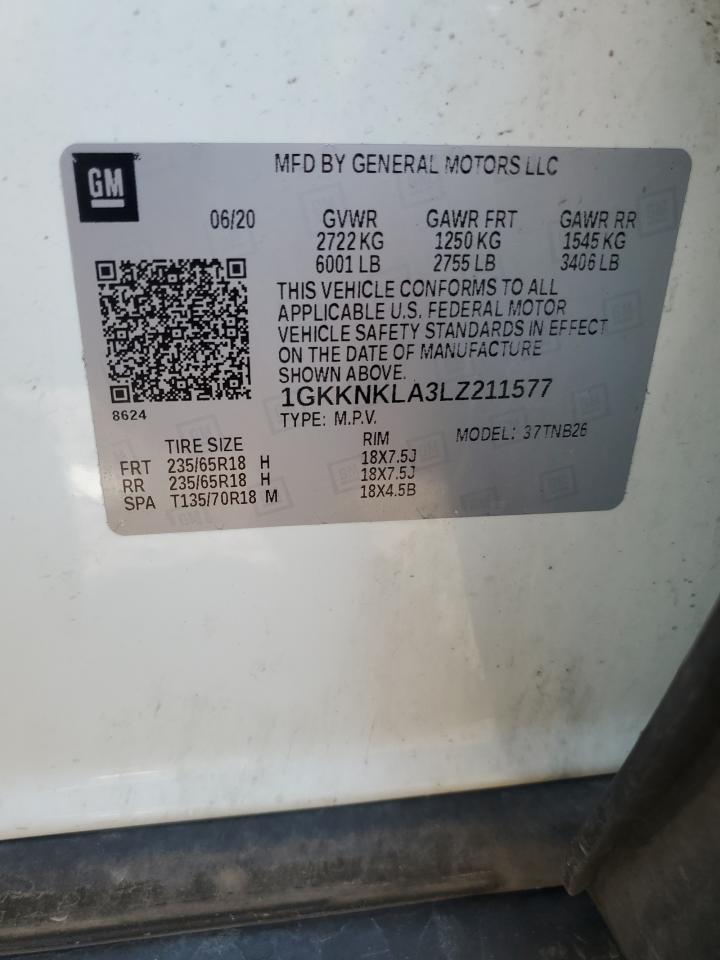 GM
MFD BY GENERAL MOTORS LLC
06/20 GVWR GAWR FRT GAWR RR
2722 KG 1250 KG 1545 KG
6001 LB 2755 LB 3406 LB
THIS VEHICLE CONFORMS TO ALL
APPLICABLE U.S. FEDERAL MOTOR
VEHICLE SAFETY STANDARDS IN EFFECT
ON THE DATE OF MANUFACTURE
SHOWN ABOVE.
8624
1GKKNKLA3LZ211577
TYPE: M.P.V. MODEL: 37TNB26
TIRE SIZE RIM
FRT 235/65R18 H 18X7.5J
RR 235/65R18 H 18X7.5J
SPA T135/70R18 M 18X4.5B